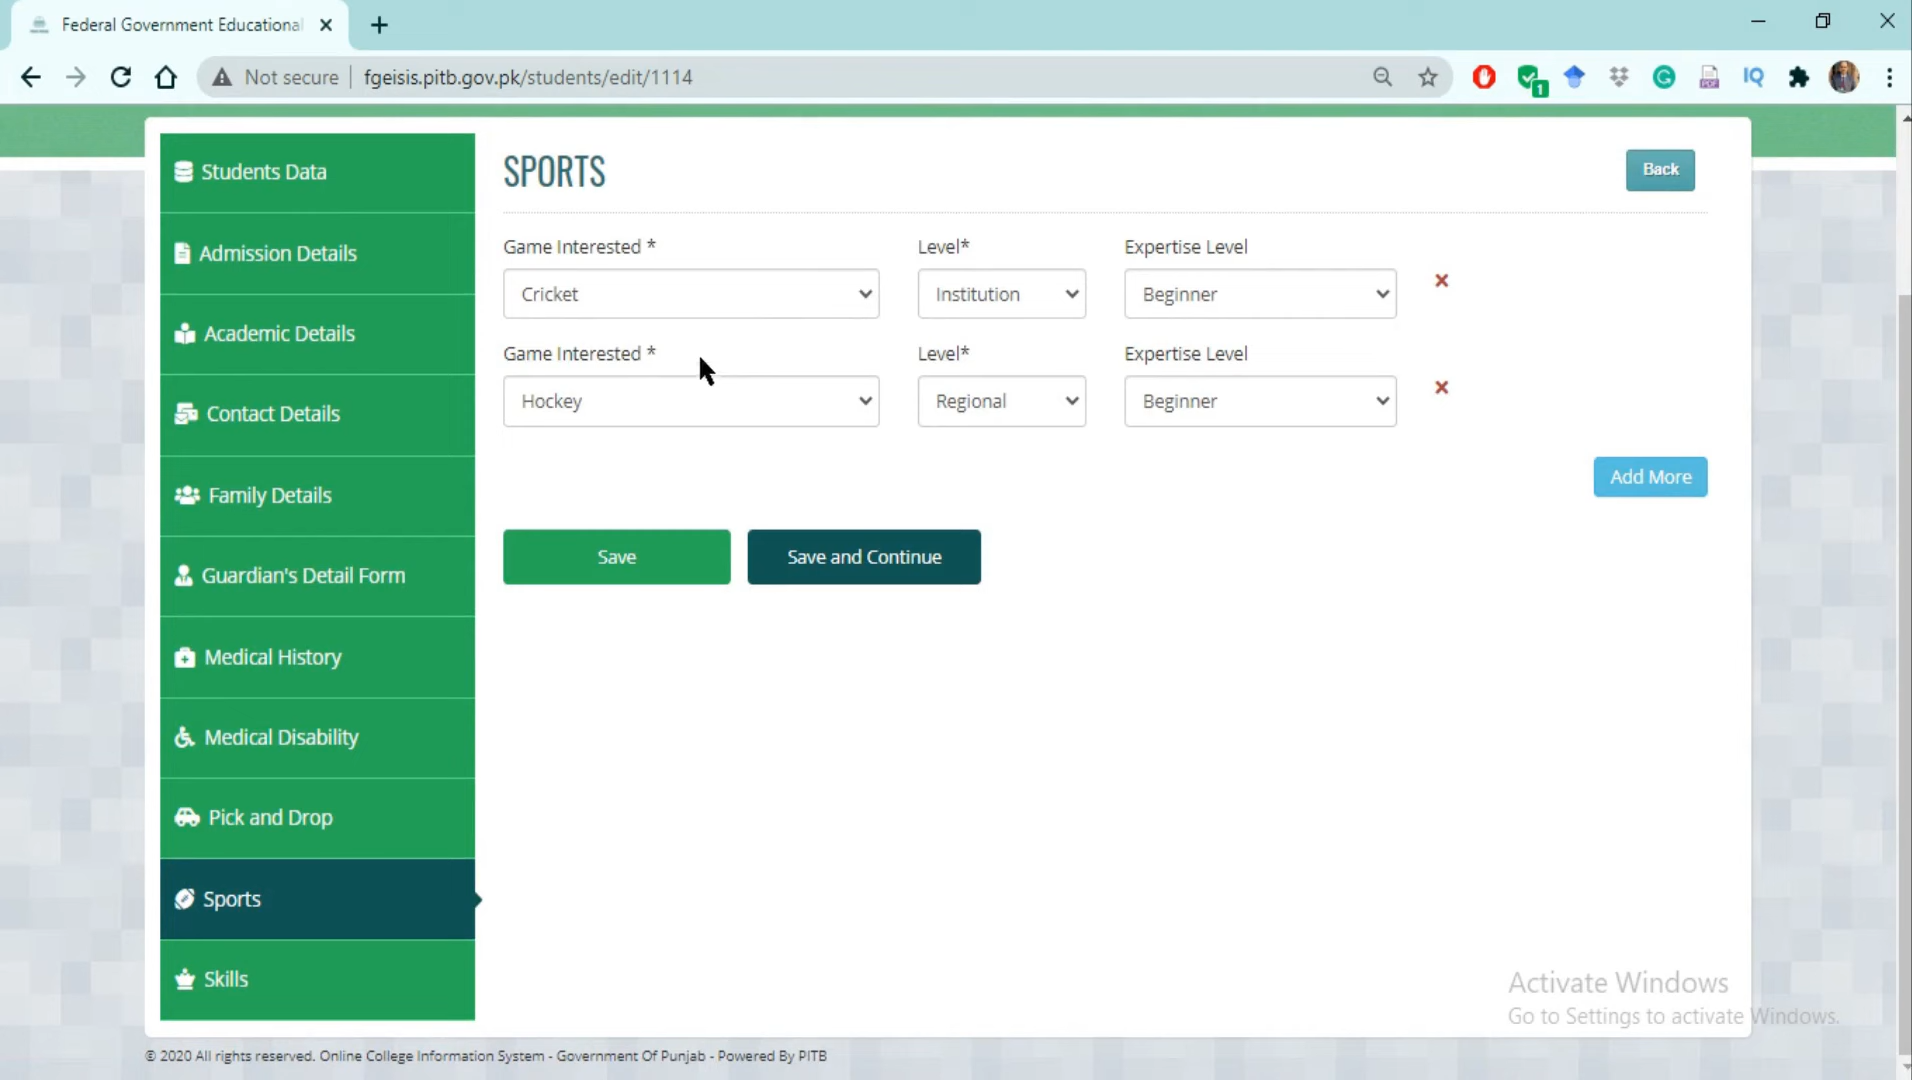 Federal Government Educational
Not secure
fgeisis.pitb.gov.pk/students/edit/1114
1
PDF
IQ
Students Data
Admission Details
Academic Details
Contact Details
Family Details
Guardian's Detail Form
Medical History
Medical Disability
Pick and Drop
Sports
Skills
SPORTS
Back
Game Interested * Level* Expertise Level
Cricket Institution Beginner
Game Interested * Level* Expertise Level
Hockey Regional Beginner
Add More
Save Save and Continue
Activate Windows
Go to Settings to activate Windows.
© 2020 All rights reserved. Online College Information System - Government Of Punjab - Powered By PITB